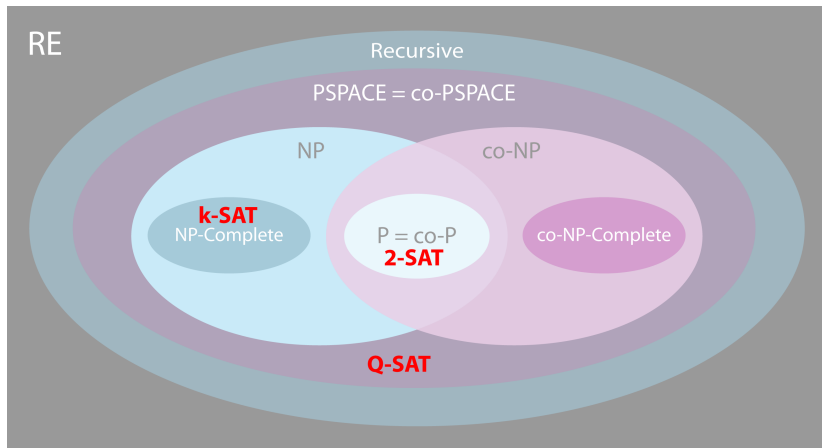 RE
Recursive
PSPACE = co-PSPACE
NP
co-NP
k-SAT
NP-Complete
P = co-P
2-SAT
co-NP-Complete
Q-SAT